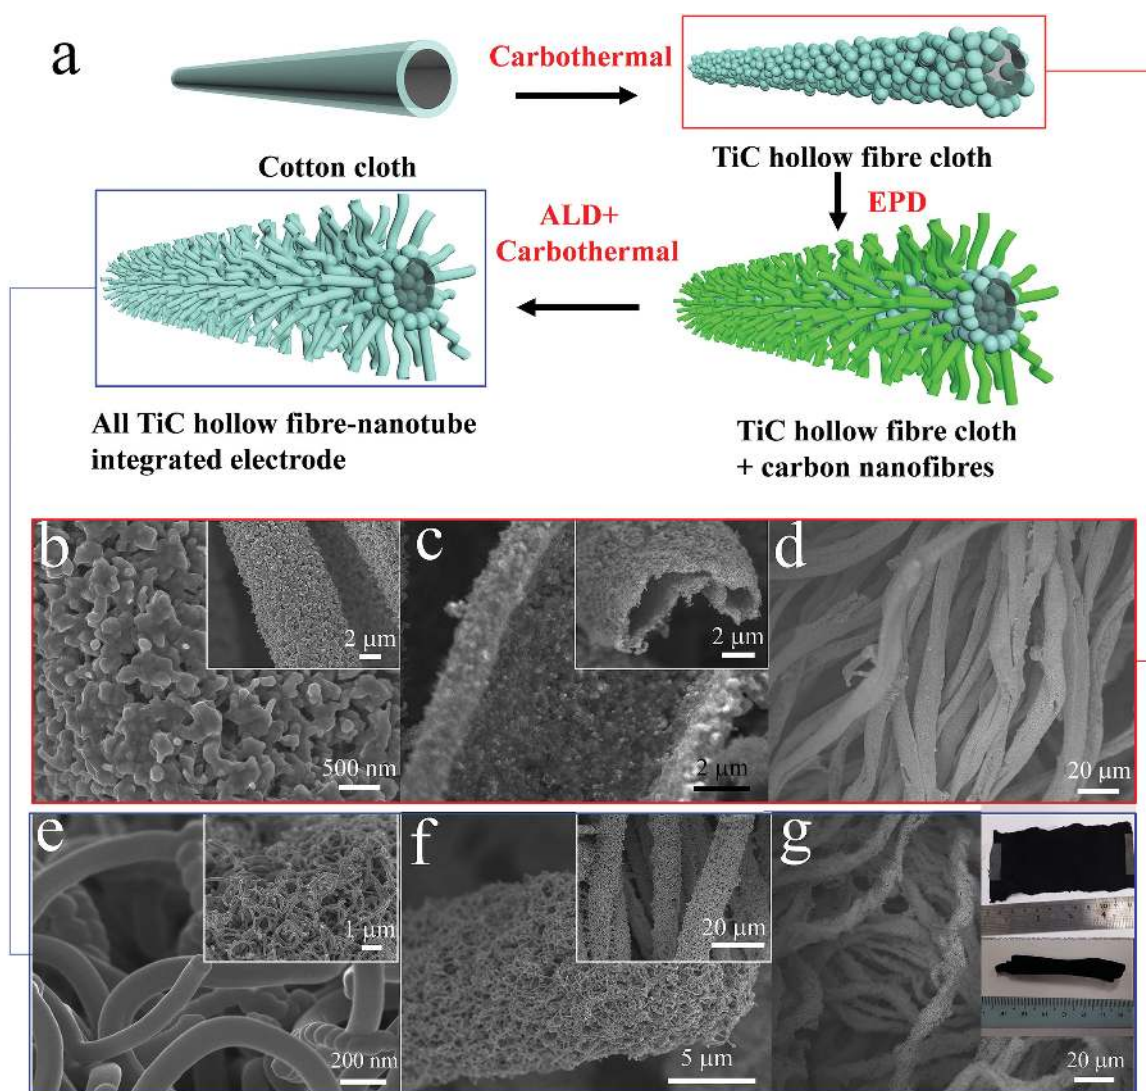 a
Carbothermal
Cotton cloth
TiC hollow fibre cloth
ALD+
Carbothermal
EPD
All TiC hollow fibre-nanotube
integrated electrode
TiC hollow fibre cloth
+ carbon nanofibres
b
2 μm
500 nm
c
2 μm
2 μm
d
20 μm
e
1 μm
200 nm
f
20 μm
5 μm
g
20 μm